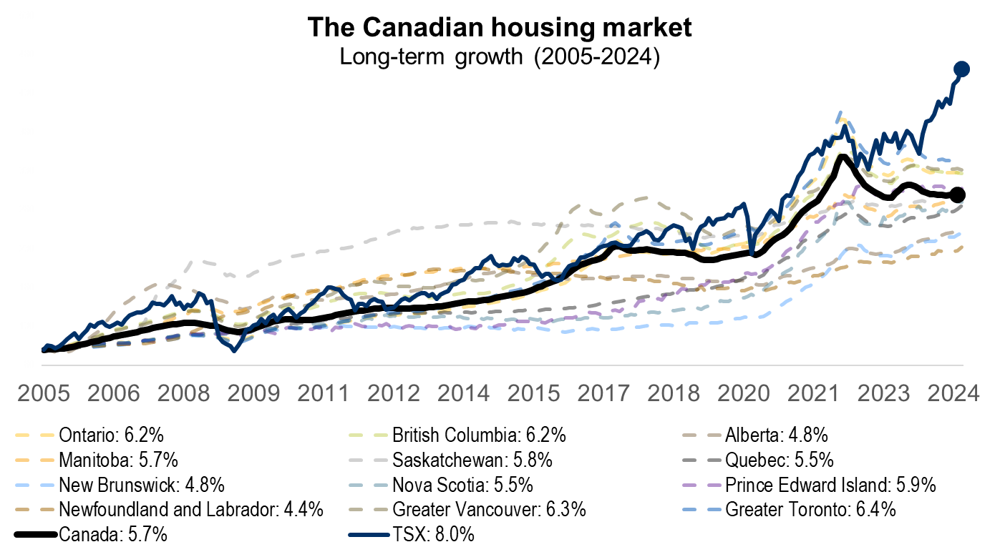 The Canadian housing market
Long-term growth (2005-2024)
2005 2006 2008 2009 2011 2012 2014 2015 2017 2018 2020 2021 2023 2024
Ontario: 6.2% British Columbia: 6.2% Alberta: 4.8%
Manitoba: 5.7% Saskatchewan: 5.8% Quebec: 5.5%
New Brunswick: 4.8% Nova Scotia: 5.5% Prince Edward Island: 5.9%
Newfoundland and Labrador: 4.4% Greater Vancouver: 6.3% Greater Toronto: 6.4%
Canada: 5.7% TSX: 8.0%